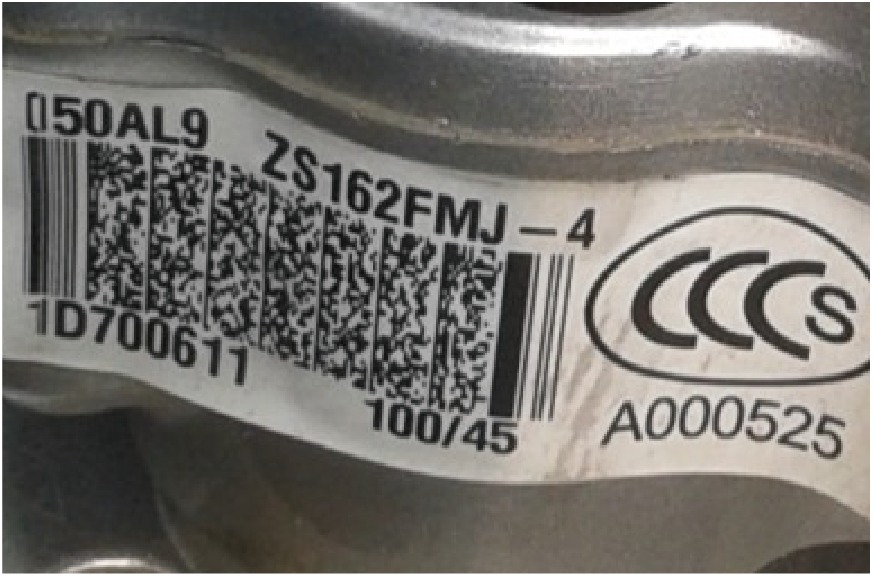 050AL9 ZS162FMJ-4
1D700611
100/45
CCCS
A000525